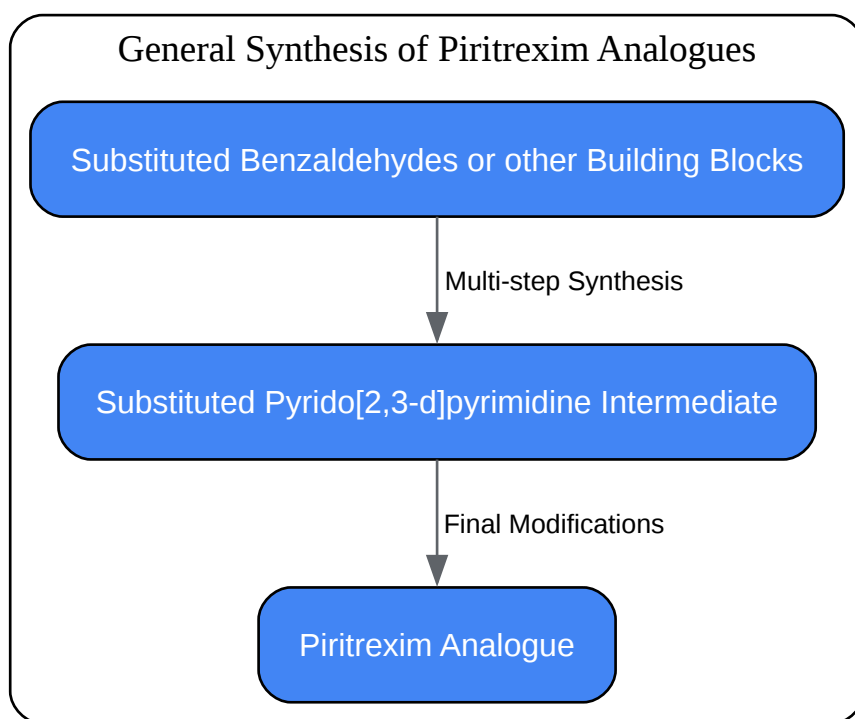 General Synthesis of Piritrexim Analogues
Substituted Benzaldehydes or other Building Blocks
Multi-step Synthesis
Substituted Pyrido[2,3-d]pyrimidine Intermediate
Final Modifications
Piritrexim Analogue